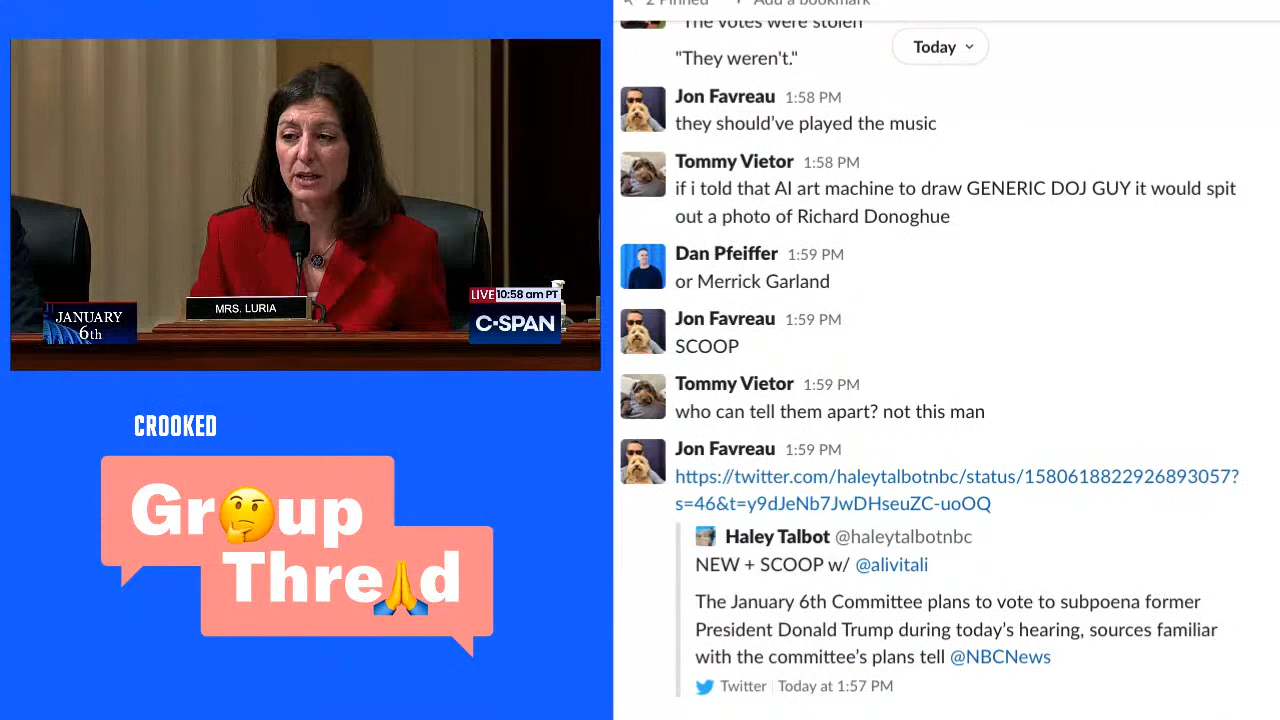 MRS. LURIA
JANUARY
6th
LIVE 10:58 am PT
C-SPAN
CROOKED
Gr🤔up
Thre🙏d
2 Pinned + Add a bookmark
"The votes were stolen"
Today
"They weren't."
Jon Favreau 1:58 PM
they should've played the music
Tommy Vietor 1:58 PM
if i told that AI art machine to draw GENERIC DOJ GUY it would spit
out a photo of Richard Donoghue
Dan Pfeiffer 1:59 PM
or Merrick Garland
Jon Favreau 1:59 PM
SCOOP
Tommy Vietor 1:59 PM
who can tell them apart? not this man
Jon Favreau 1:59 PM
https://twitter.com/haleytalbotnbc/status/1580618822926893057?
s=46&t=y9dJeNb7JwDHseuZC-uoOQ
Haley Talbot @haleytalbotnbc
NEW + SCOOP w/ @alivitali
The January 6th Committee plans to vote to subpoena former
President Donald Trump during today's hearing, sources familiar
with the committee's plans tell @NBCNews
Twitter Today at 1:57 PM